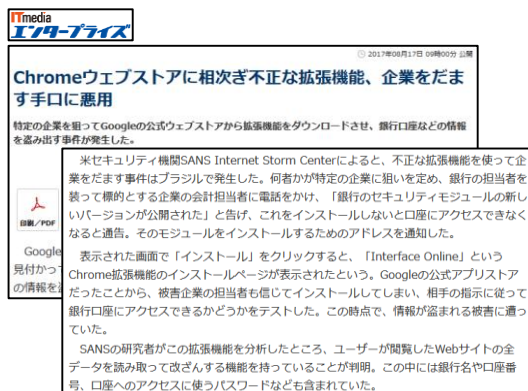 ITmedia
エンタープライズ
2017年08月17日 09時00分 公開
Chromeウェブストアに相次ぎ不正な拡張機能、企業をだま
す手口に悪用
特定の企業を狙ってGoogleの公式ウェブストアから拡張機能をダウンロードさせ、銀行口座などの情報
を盗み出す事件が発生した。
印刷／PDF
Google
見付かっ
の情報を
米セキュリティ機関SANS Internet Storm Centerによると、不正な拡張機能を使って企
業をだます事件はブラジルで発生した。何者かが特定の企業に狙いを定め、銀行の担当者を
装って標的とする企業の会計担当者に電話をかけ、「銀行のセキュリティモジュールの新し
いバージョンが公開された」と告げ、これをインストールしないと口座にアクセスできなく
なると通告。そのモジュールをインストールするためのアドレスを通知した。
表示された画面で「インストール」をクリックすると、「Interface Online」という
Chrome拡張機能のインストールページが表示されたという。Googleの公式アプリストア
だったことから、被害企業の担当者も信じてインストールしてしまい、相手の指示に従って
銀行口座にアクセスできるかどうかをテストした。この時点で、情報が盗まれる被害に遭っ
ていた。
SANSの研究者がこの拡張機能を分析したところ、ユーザーが閲覧したWebサイトの全
データを読み取って改ざんする機能を持っていることが判明。この中には銀行名や口座番
号、口座へのアクセスに使うパスワードなども含まれていた。